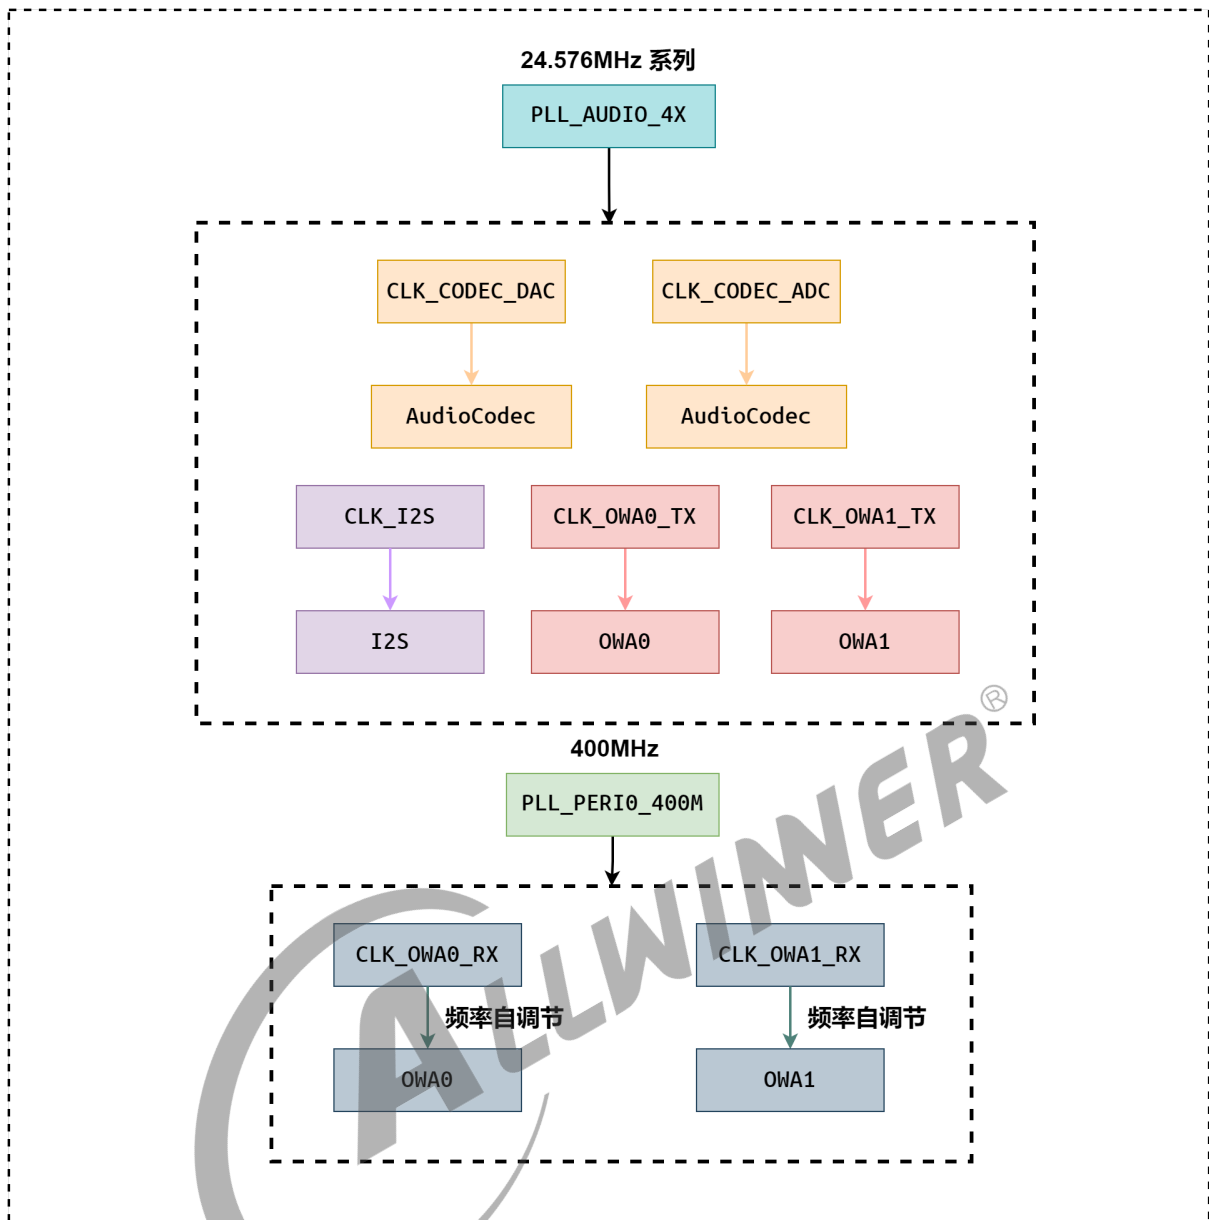 24.576MHz 系列
PLL_AUDIO_4X
CLK_CODEC_DAC
CLK_CODEC_ADC
AudioCodec
AudioCodec
CLK_I2S
CLK_OWA0_TX
CLK_OWA1_TX
I2S
OWA0
OWA1
400MHz
PLL_PERI0_400M
CLK_OWA0_RX
CLK_OWA1_RX
频率自调节
频率自调节
OWA0
OWA1
ALLWINNER®